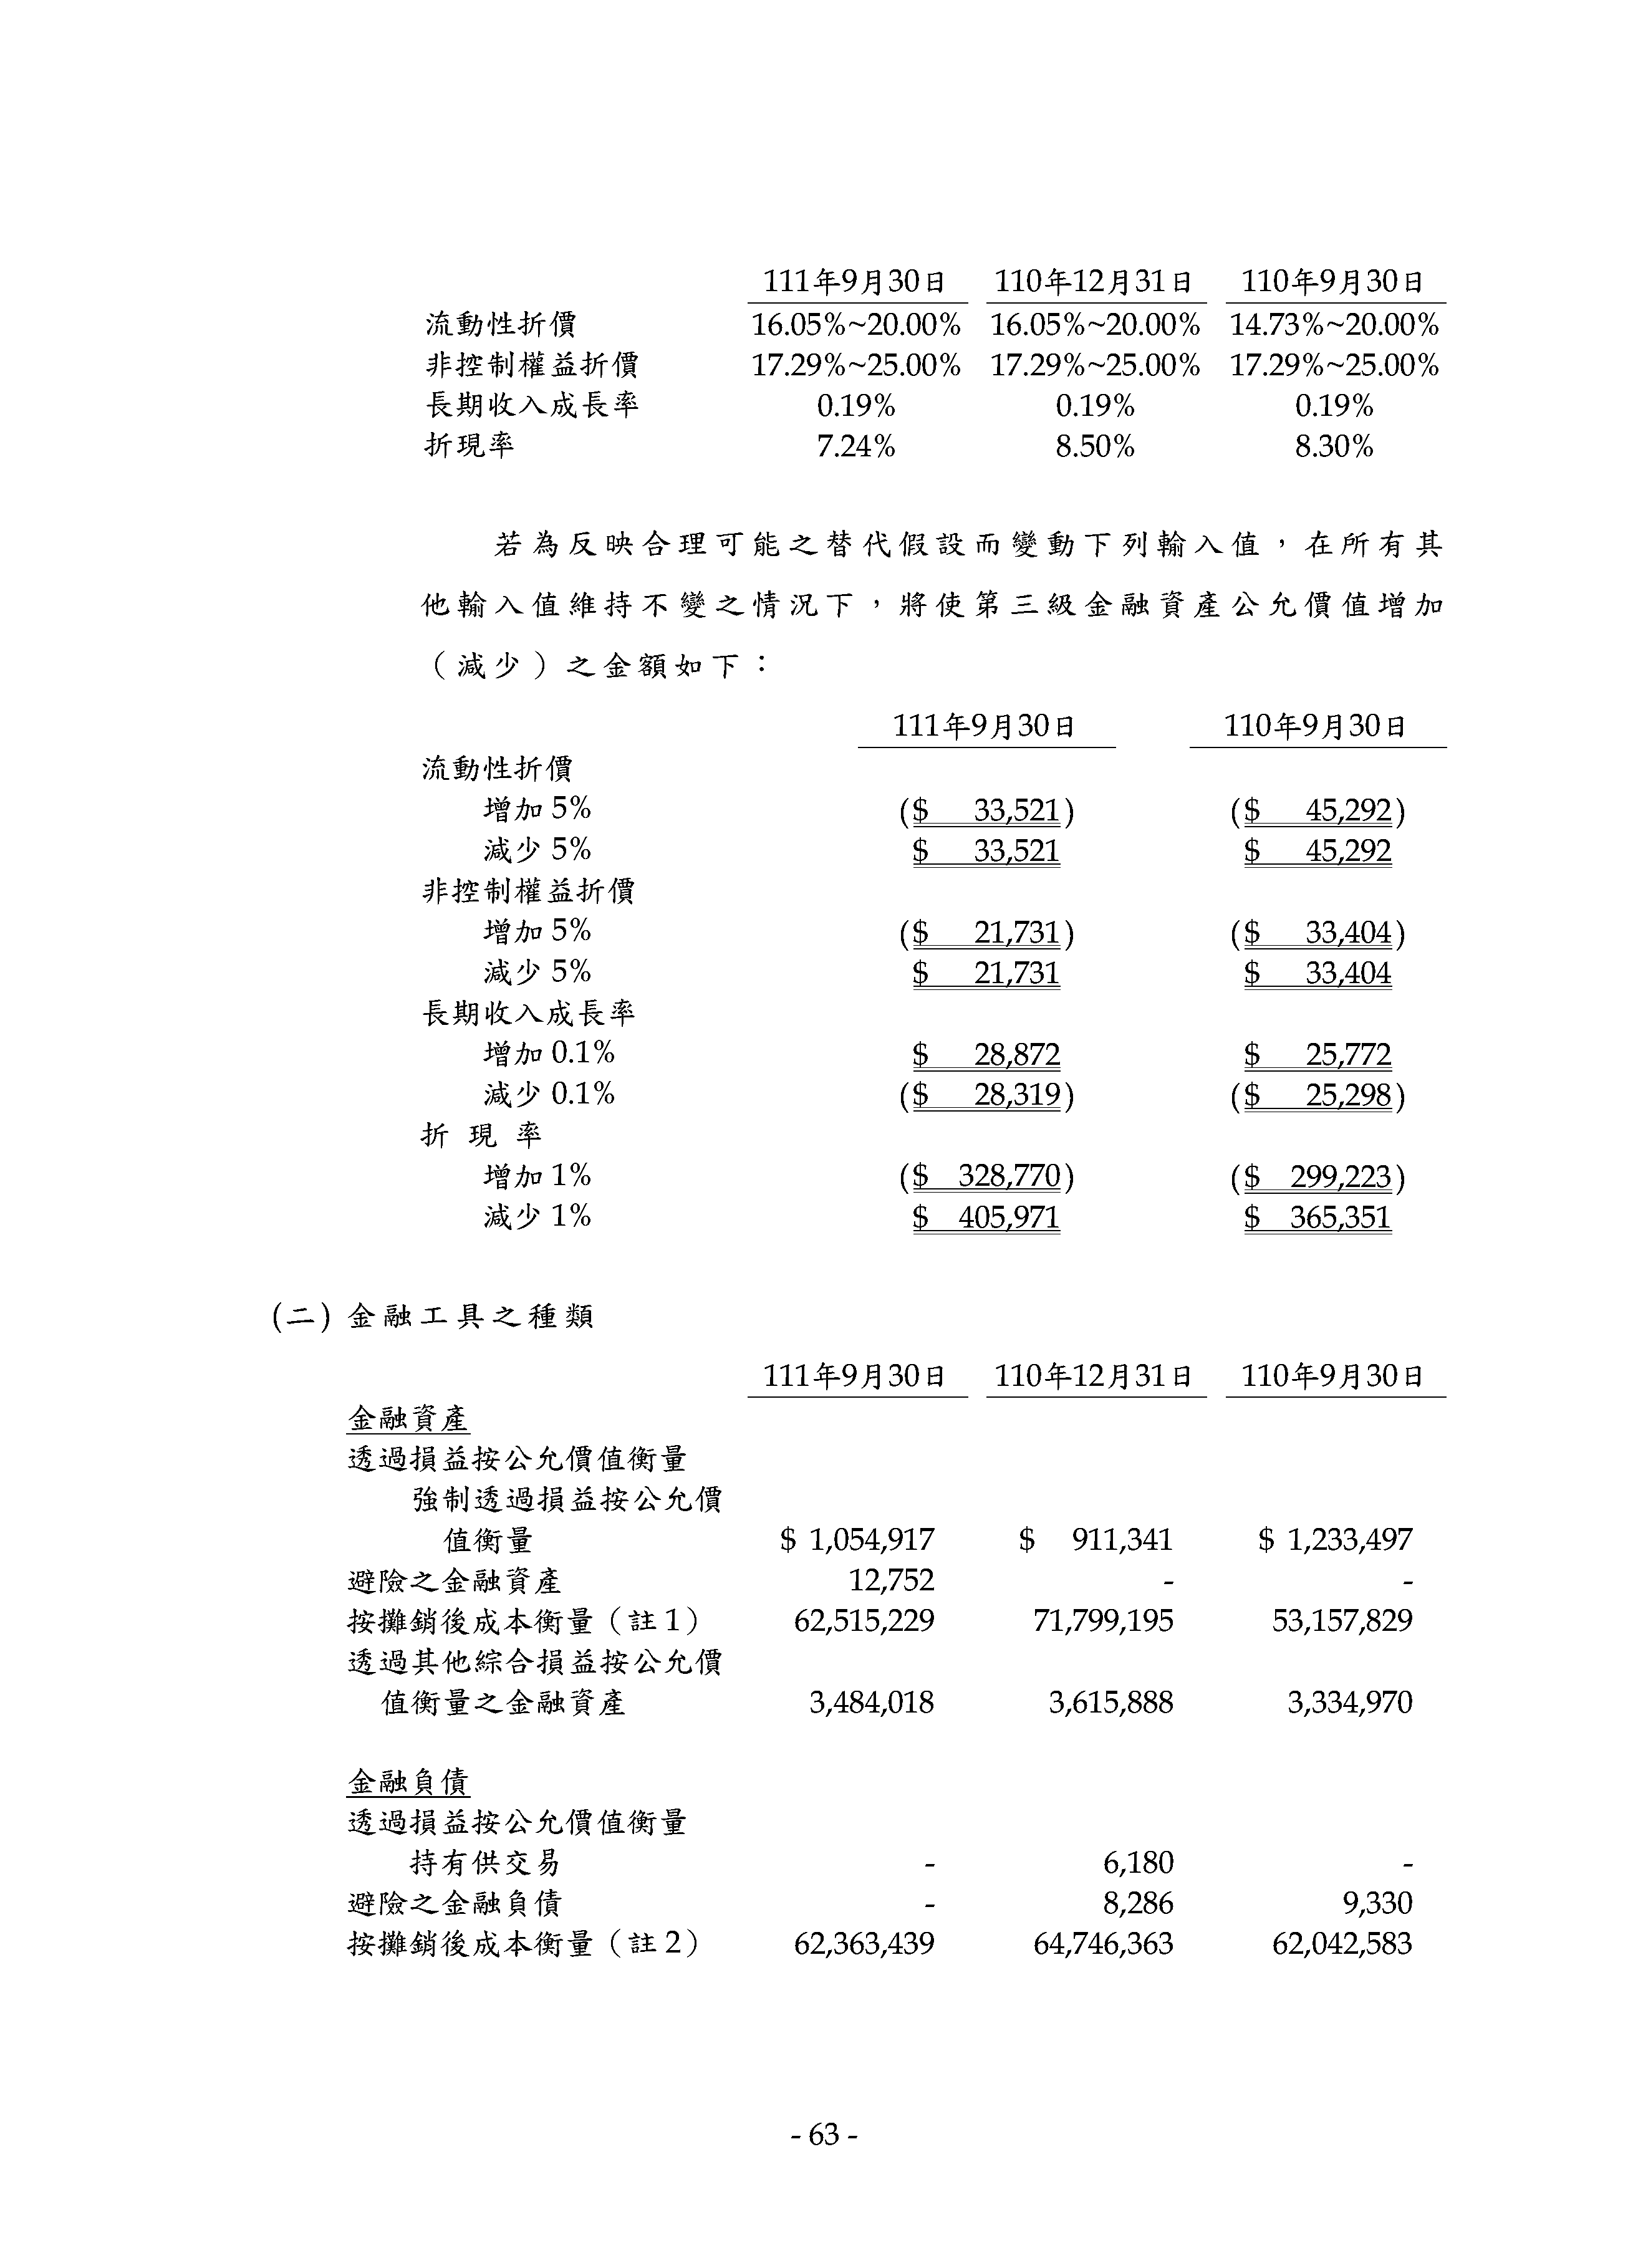 111年9月30日 110年12月31日 110年9月30日
流動性折價 16.05%~20.00% 16.05%~20.00% 14.73%~20.00%
非控制權益折價 17.29%~25.00% 17.29%~25.00% 17.29%~25.00%
長期收入成長率 0.19% 0.19% 0.19%
折現率 7.24% 8.50% 8.30%
若為反映合理可能之替代假設而變動下列輸入值，在所有其
他輸入值維持不變之情況下，將使第三級金融資產公允價值增加
（減少）之金額如下：
111年9月30日 110年9月30日
流動性折價
增加 5% ($ 33,521) ($ 45,292)
減少 5% $ 33,521 $ 45,292
非控制權益折價
增加 5% ($ 21,731) ($ 33,404)
減少 5% $ 21,731 $ 33,404
長期收入成長率
增加 0.1% $ 28,872 $ 25,772
減少 0.1% ($ 28,319) ($ 25,298)
折現率
增加 1% ($ 328,770) ($ 299,223)
減少 1% $ 405,971 $ 365,351
(二) 金融工具之種類
111年9月30日 110年12月31日 110年9月30日
金融資產
透過損益按公允價值衡量
強制透過損益按公允價
值衡量 $ 1,054,917 $ 911,341 $ 1,233,497
避險之金融資產 12,752 - -
按攤銷後成本衡量（註 1） 62,515,229 71,799,195 53,157,829
透過其他綜合損益按公允價
值衡量之金融資產 3,484,018 3,615,888 3,334,970
金融負債
透過損益按公允價值衡量
持有供交易 - 6,180 -
避險之金融負債 - 8,286 9,330
按攤銷後成本衡量（註 2） 62,363,439 64,746,363 62,042,583
- 63 -